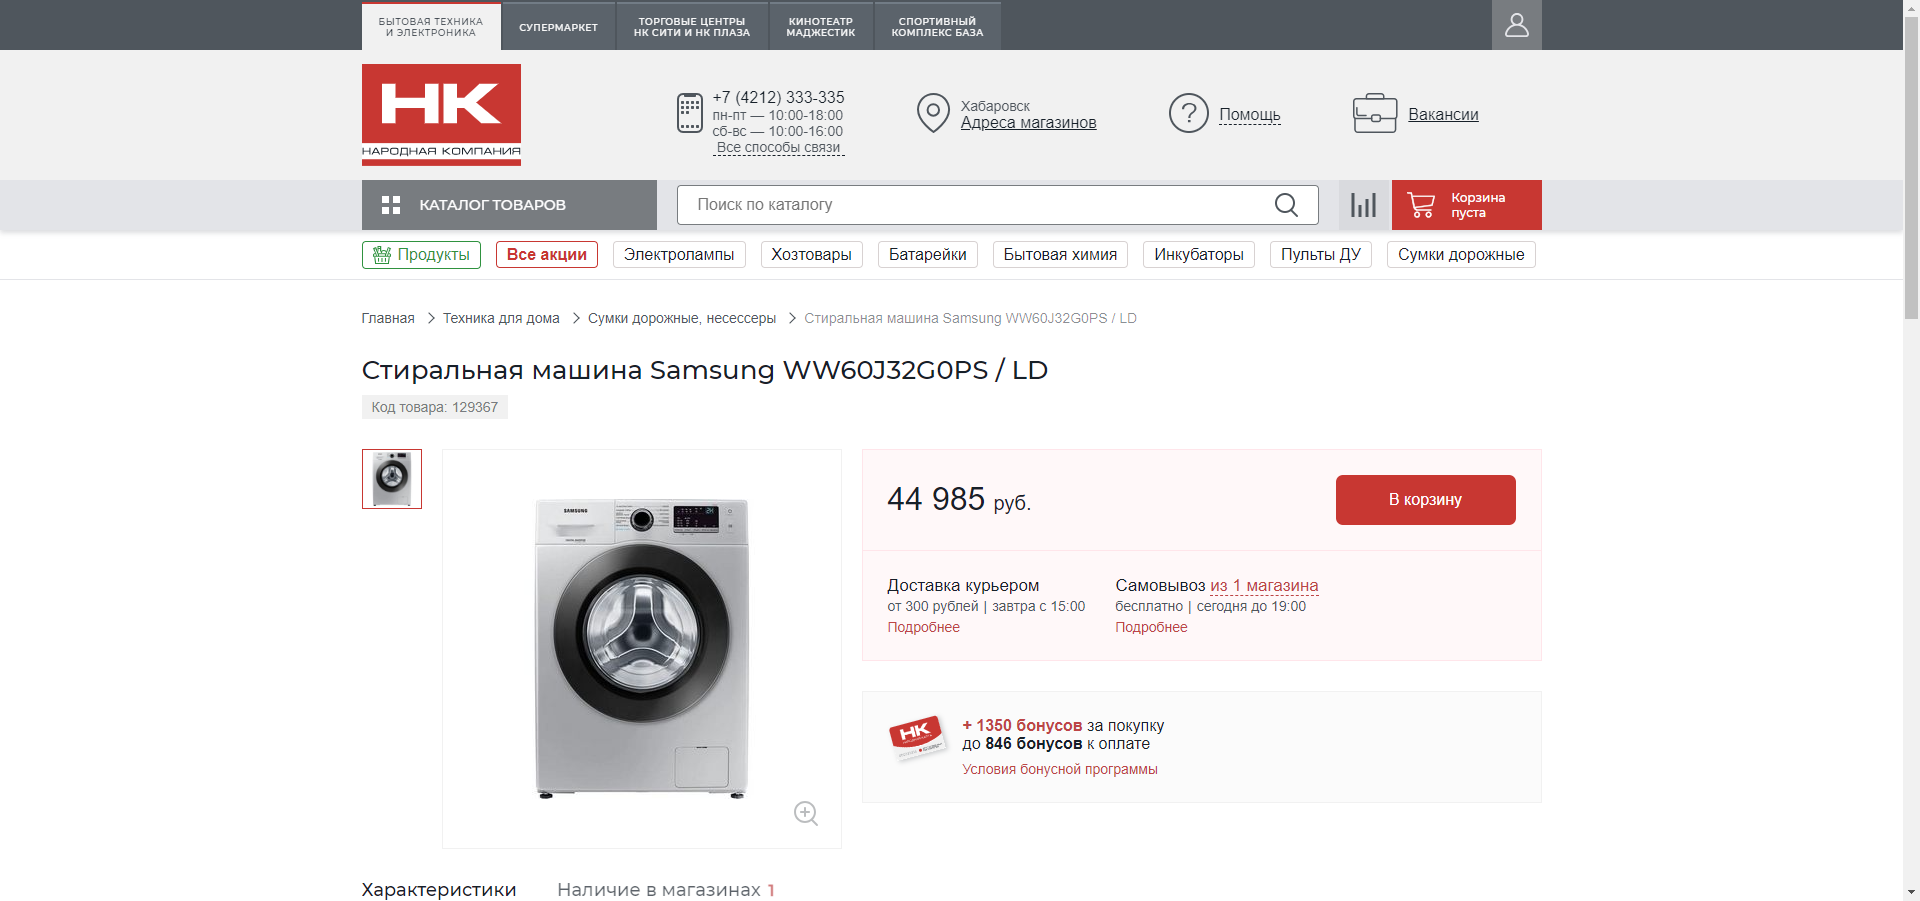 БЫТОВАЯ ТЕХНИКА
И ЭЛЕКТРОНИКА
СУПЕРМАРКЕТ
ТОРГОВЫЕ ЦЕНТРЫ
НК СИТИ И НК ПЛАЗА
КИНОТЕАТР
МАДЖЕСТИК
СПОРТИВНЫЙ
КОМПЛЕКС БАЗА
НК
НАРОДНАЯ КОМПАНИЯ
+7 (4212) 333-335
пн-пт — 10:00-18:00
сб-вс — 10:00-16:00
Все способы связи
Хабаровск
Адреса магазинов
Помощь
Вакансии
КАТАЛОГ ТОВАРОВ
Поиск по каталогу
Корзина
пуста
Продукты
Все акции
Электролампы
Хозтовары
Батарейки
Бытовая химия
Инкубаторы
Пульты ДУ
Сумки дорожные
Главная
Техника для дома
Сумки дорожные, несессеры
Стиральная машина Samsung WW60J32G0PS / LD
Стиральная машина Samsung WW60J32G0PS / LD
Код товара: 129367
SAMSUNG
44 985 руб.
В корзину
Доставка курьером
от 300 рублей | завтра с 15:00
Подробнее
Самовывоз из 1 магазина
бесплатно | сегодня до 19:00
Подробнее
НК
+ 1350 бонусов за покупку
до 846 бонусов к оплате
Условия бонусной программы
Характеристики
Наличие в магазинах 1